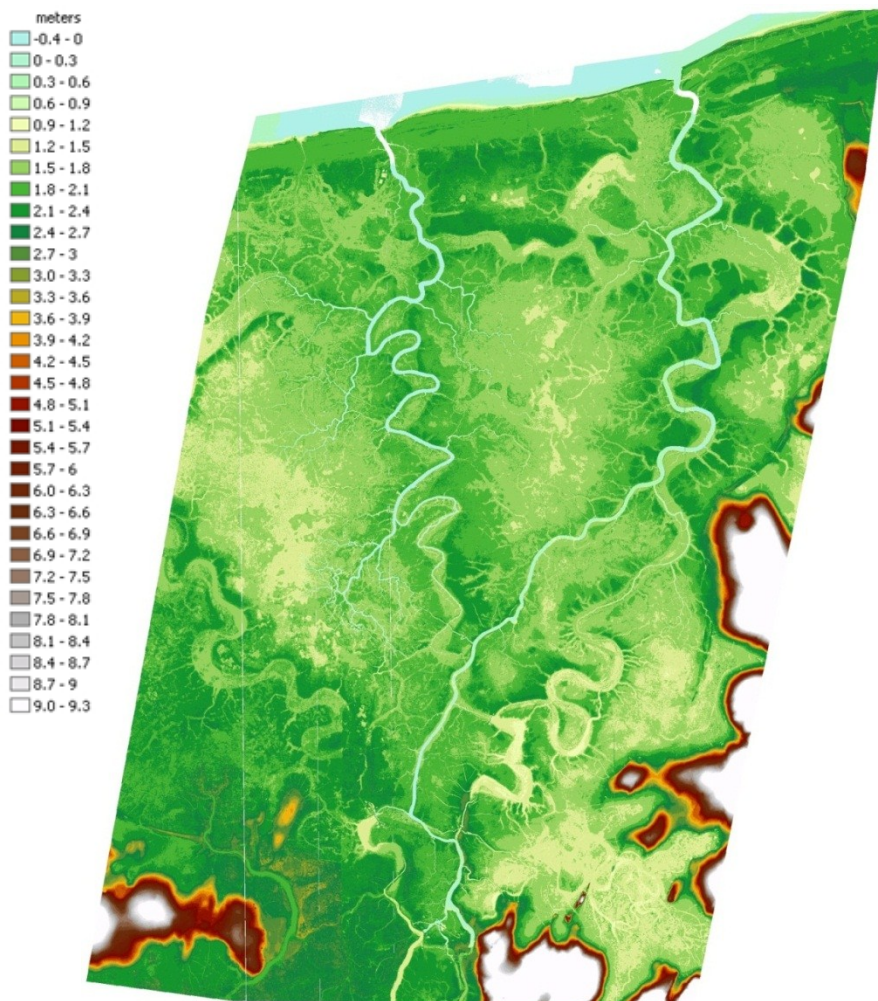 meters
-0.4 - 0
0 - 0.3
0.3 - 0.6
0.6 - 0.9
0.9 - 1.2
1.2 - 1.5
1.5 - 1.8
1.8 - 2.1
2.1 - 2.4
2.4 - 2.7
2.7 - 3
3.0 - 3.3
3.3 - 3.6
3.6 - 3.9
3.9 - 4.2
4.2 - 4.5
4.5 - 4.8
4.8 - 5.1
5.1 - 5.4
5.4 - 5.7
5.7 - 6
6.0 - 6.3
6.3 - 6.6
6.6 - 6.9
6.9 - 7.2
7.2 - 7.5
7.5 - 7.8
7.8 - 8.1
8.1 - 8.4
8.4 - 8.7
8.7 - 9
9.0 - 9.3